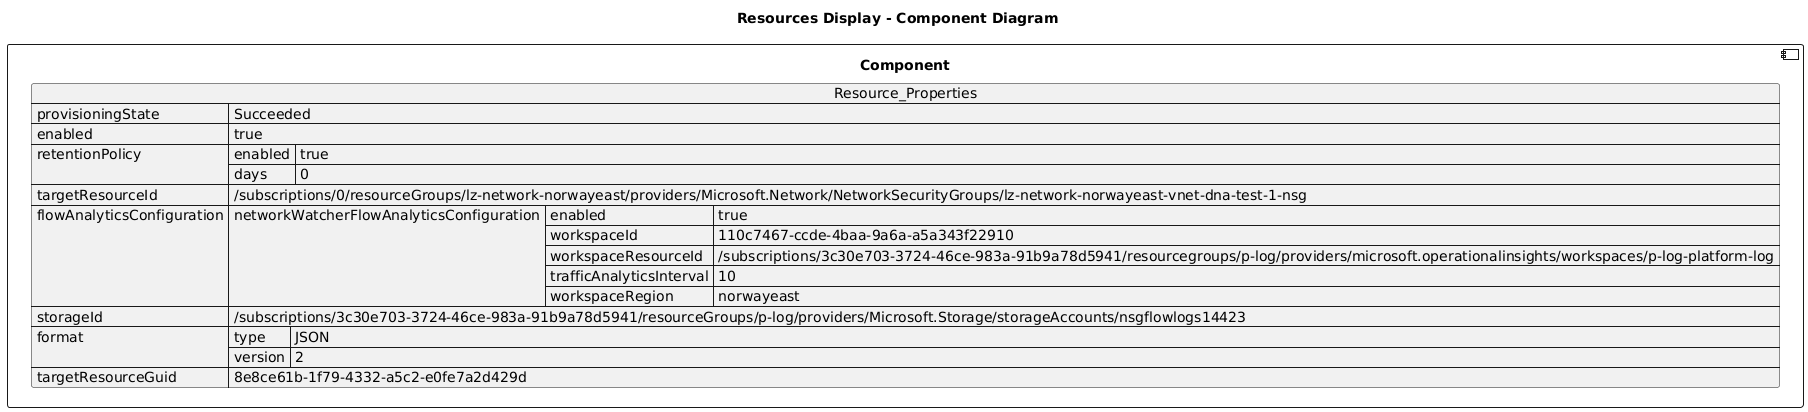 Resources Display - Component Diagram
Component
Resource_Properties
provisioningState Succeeded
enabled true
retentionPolicy enabled true
days 0
targetResourceId /subscriptions/0/resourceGroups/lz-network-norwayeast/providers/Microsoft.Network/NetworkSecurityGroups/lz-network-norwayeast-vnet-dna-test-1-nsg
flowAnalyticsConfiguration networkWatcherFlowAnalyticsConfiguration enabled true
workspaceId 110c7467-ccde-4baa-9a6a-a5a343f22910
workspaceResourceId /subscriptions/3c30e703-3724-46ce-983a-91b9a78d5941/resourcegroups/p-log/providers/microsoft.operationalinsights/workspaces/p-log-platform-log
trafficAnalyticsInterval 10
workspaceRegion norwayeast
storageId /subscriptions/3c30e703-3724-46ce-983a-91b9a78d5941/resourceGroups/p-log/providers/Microsoft.Storage/storageAccounts/nsgflowlogs14423
format type JSON
version 2
targetResourceGuid 8e8ce61b-1f79-4332-a5c2-e0fe7a2d429d